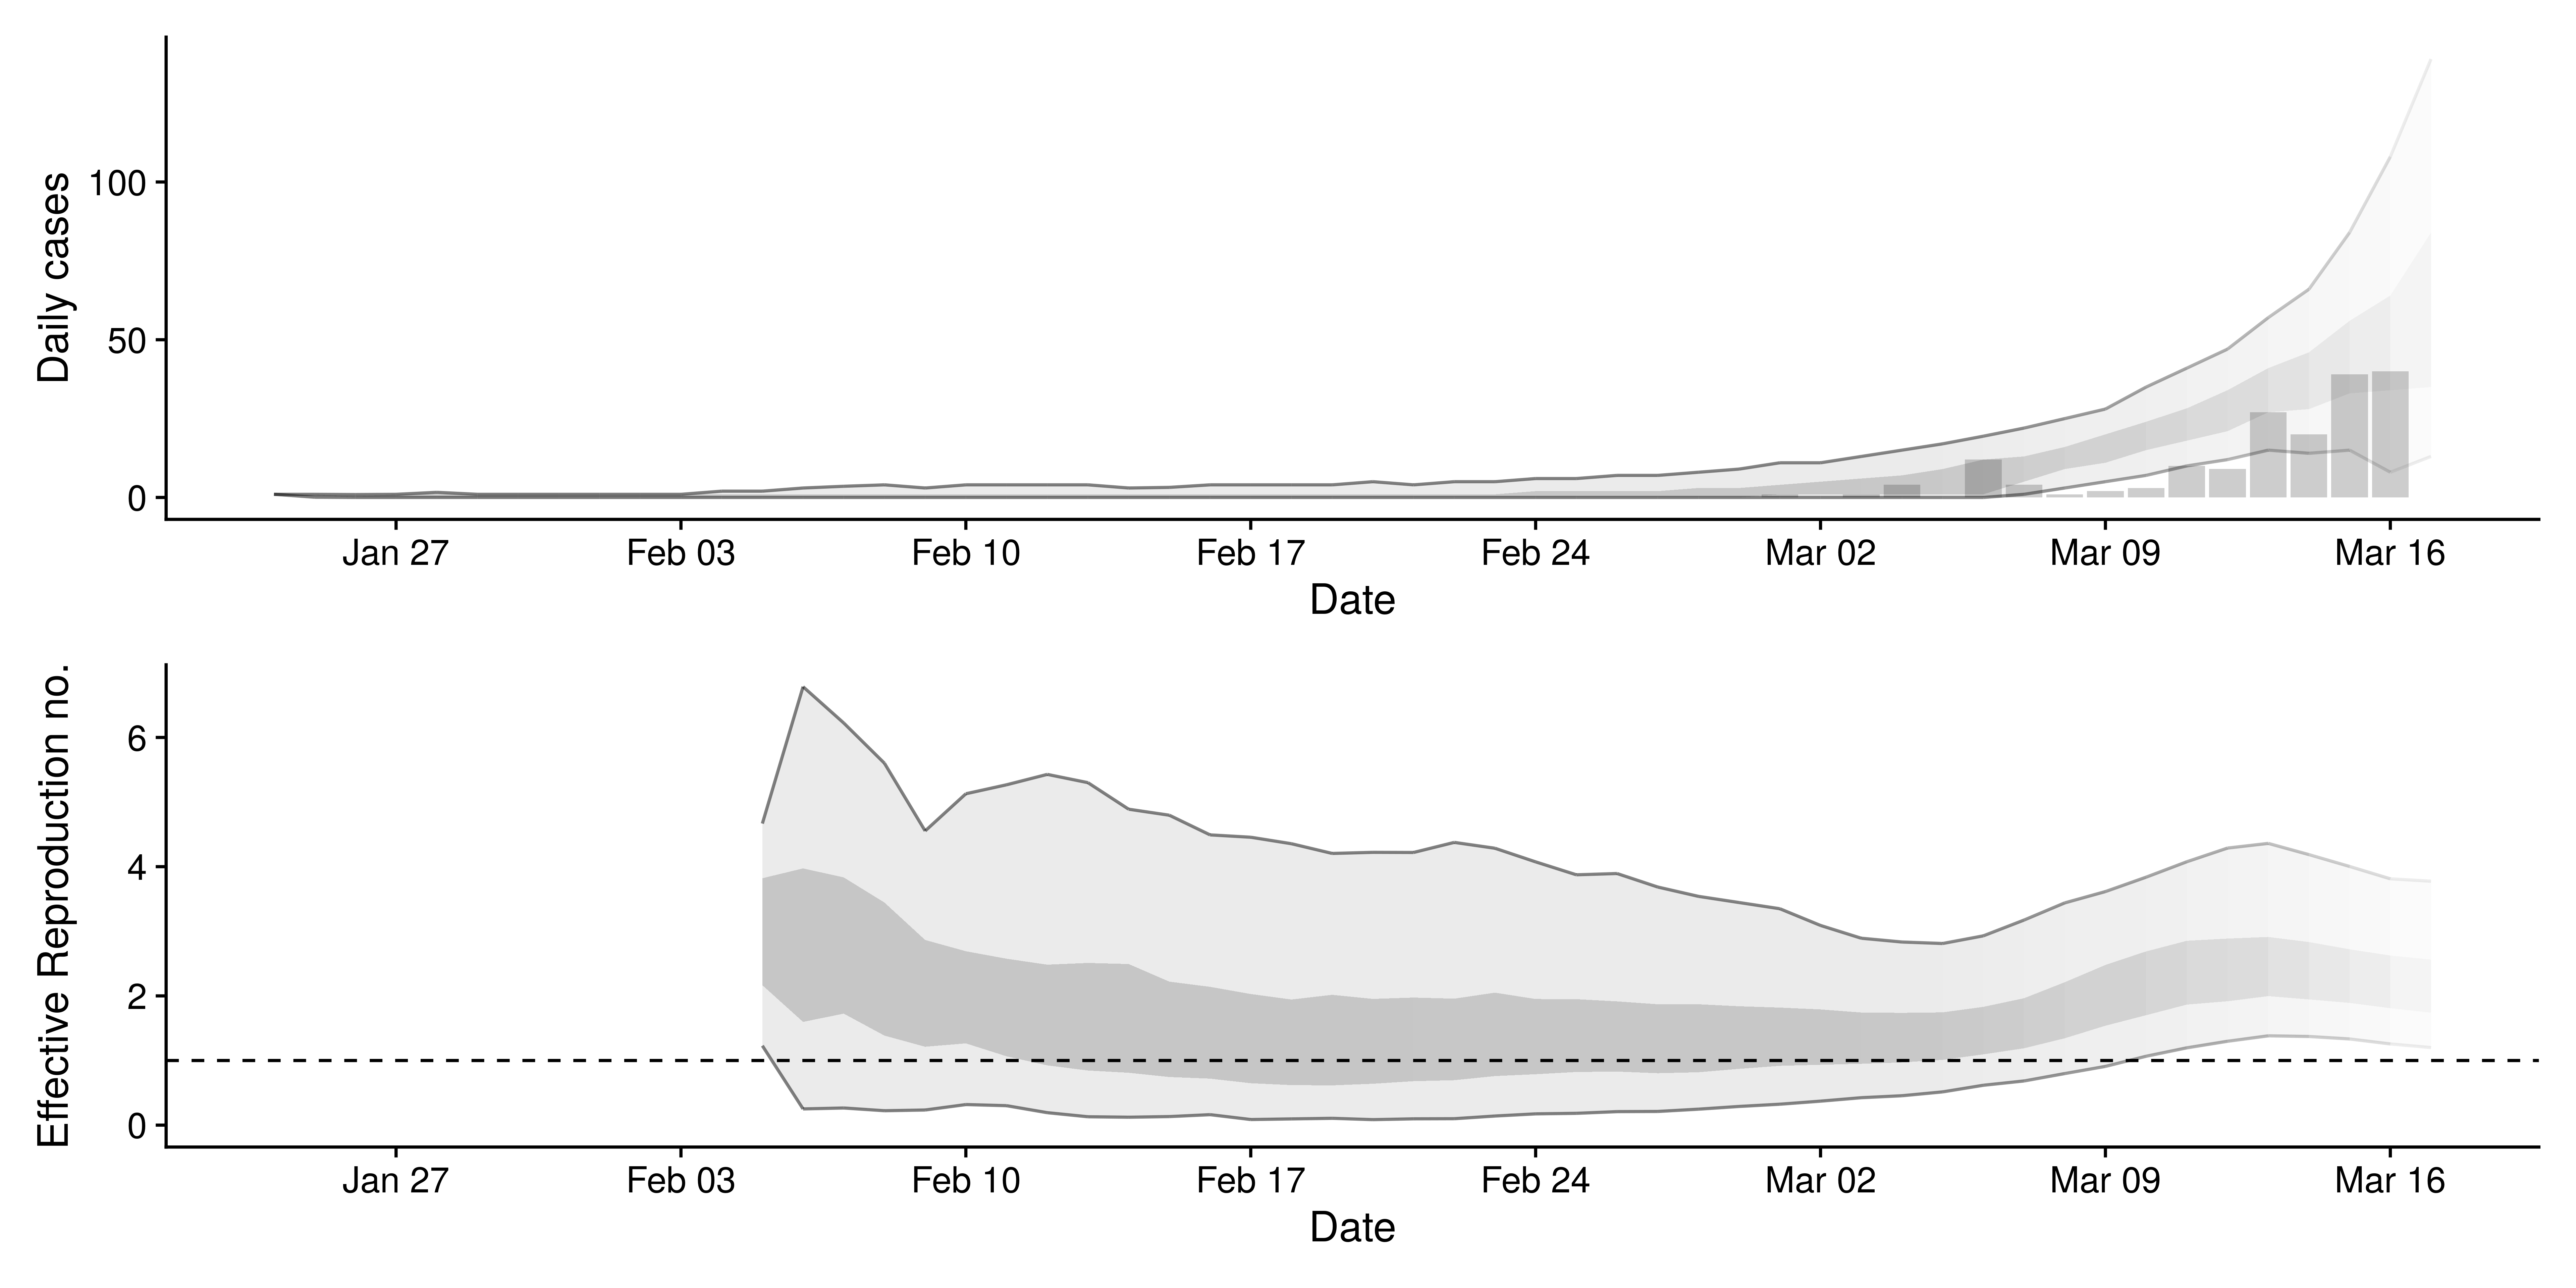 Daily cases
100
50
0
Jan 27 Feb 03 Feb 10 Feb 17 Feb 24 Mar 02 Mar 09 Mar 16
Date
Effective Reproduction no.
6
4
2
0
Jan 27 Feb 03 Feb 10 Feb 17 Feb 24 Mar 02 Mar 09 Mar 16
Date